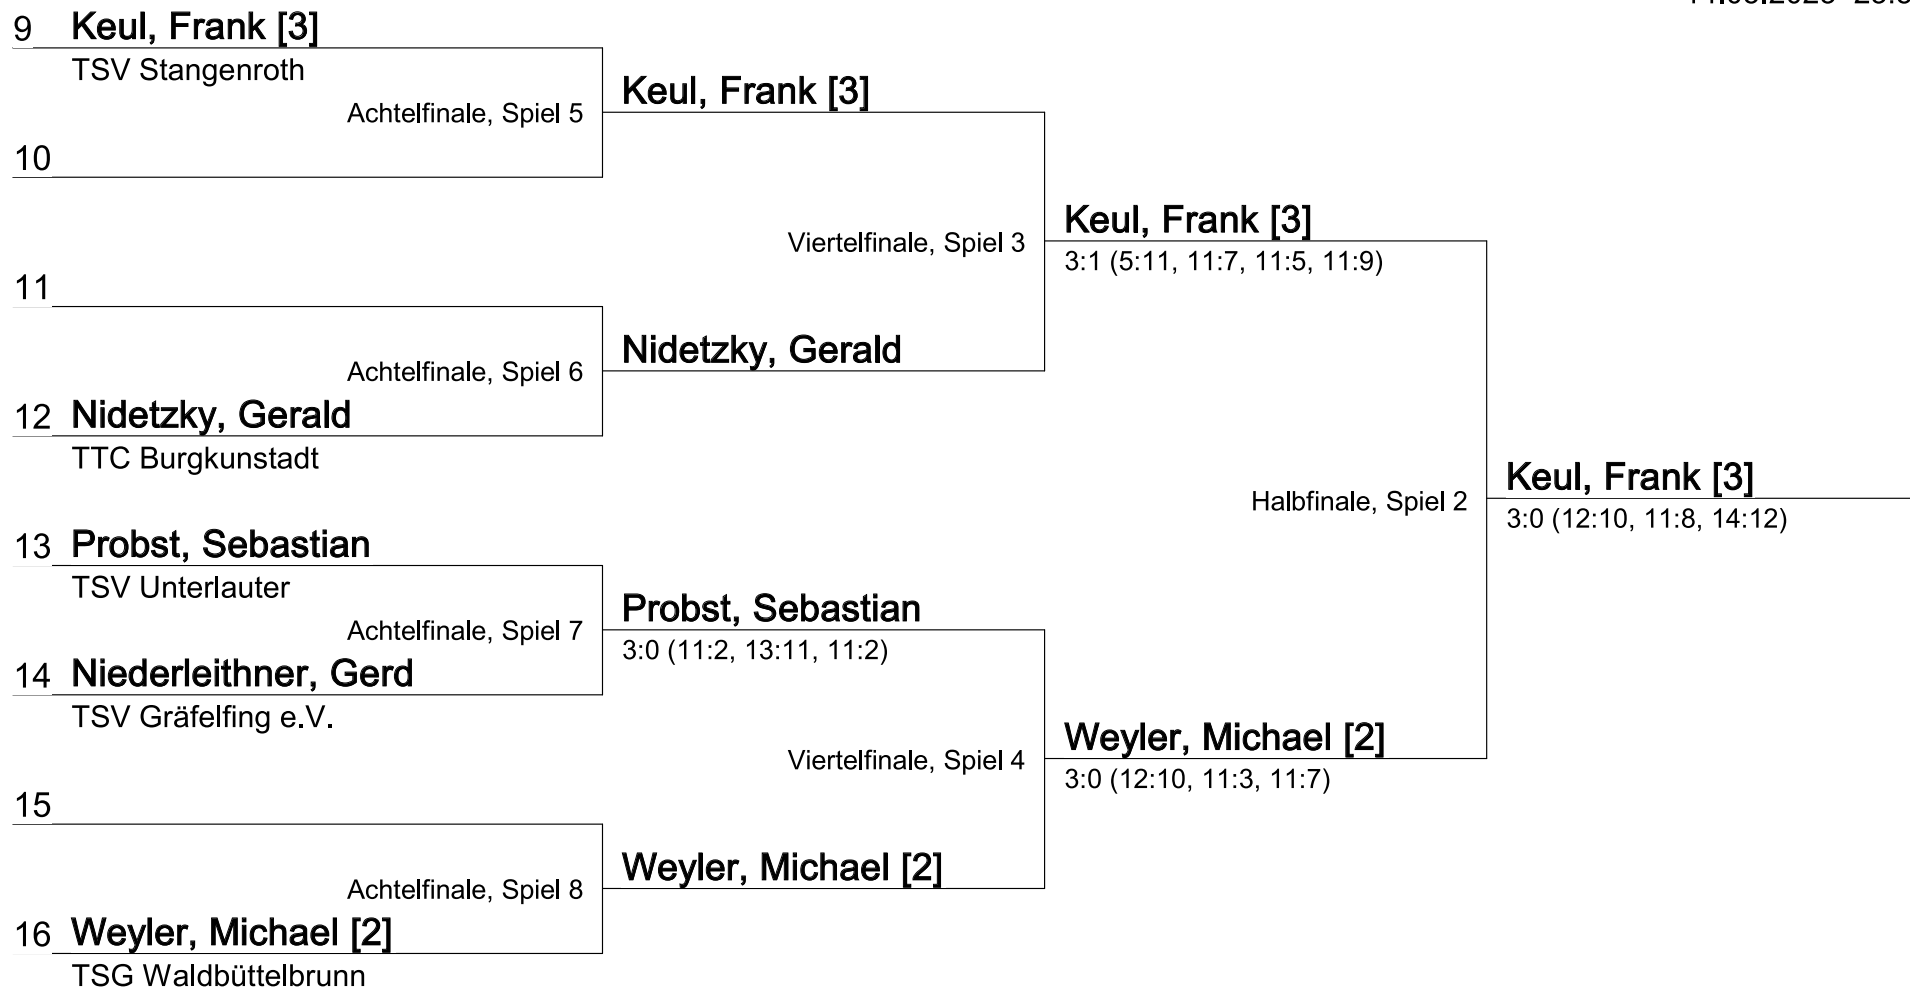 9 Keul, Frank [3]
TSV Stangenroth
Achtelfinale, Spiel 5
Keul, Frank [3]
10
Viertelfinale, Spiel 3
Keul, Frank [3]
3:1 (5:11, 11:7, 11:5, 11:9)
11
Achtelfinale, Spiel 6
Nidetzky, Gerald
12 Nidetzky, Gerald
TTC Burgkunstadt
Halbfinale, Spiel 2
Keul, Frank [3]
3:0 (12:10, 11:8, 14:12)
13 Probst, Sebastian
TSV Unterlauter
Achtelfinale, Spiel 7
Probst, Sebastian
3:0 (11:2, 13:11, 11:2)
14 Niederleithner, Gerd
TSV Gräfelfing e.V.
Viertelfinale, Spiel 4
Weyler, Michael [2]
3:0 (12:10, 11:3, 11:7)
15
Achtelfinale, Spiel 8
Weyler, Michael [2]
16 Weyler, Michael [2]
TSG Waldbüttelbrunn